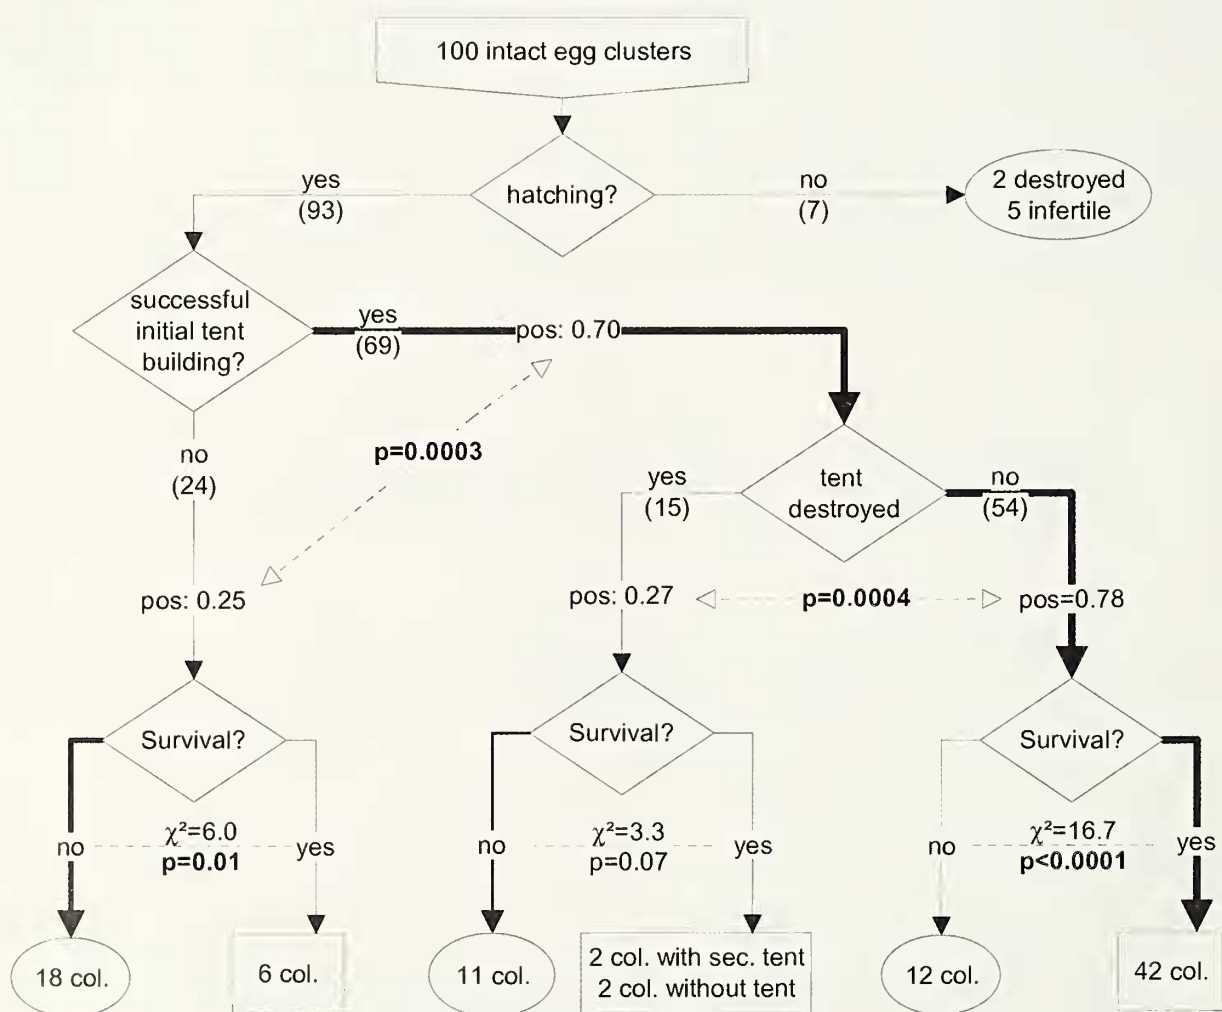 100 intact egg clusters
hatching?
yes
(93)
no
(7)
2 destroyed
5 infertile
successful
initial tent
building?
yes
(69)
pos: 0.70
no
(24)
p=0.0003
tent
destroyed
yes
(15)
no
(54)
pos: 0.25
pos: 0.27
p=0.0004
pos=0.78
Survival?
Survival?
Survival?
no
χ²=6.0
p=0.01
yes
no
χ²=3.3
p=0.07
yes
no
χ²=16.7
p<0.0001
yes
18 col.
6 col.
11 col.
2 col. with sec. tent
2 col. without tent
12 col.
42 col.